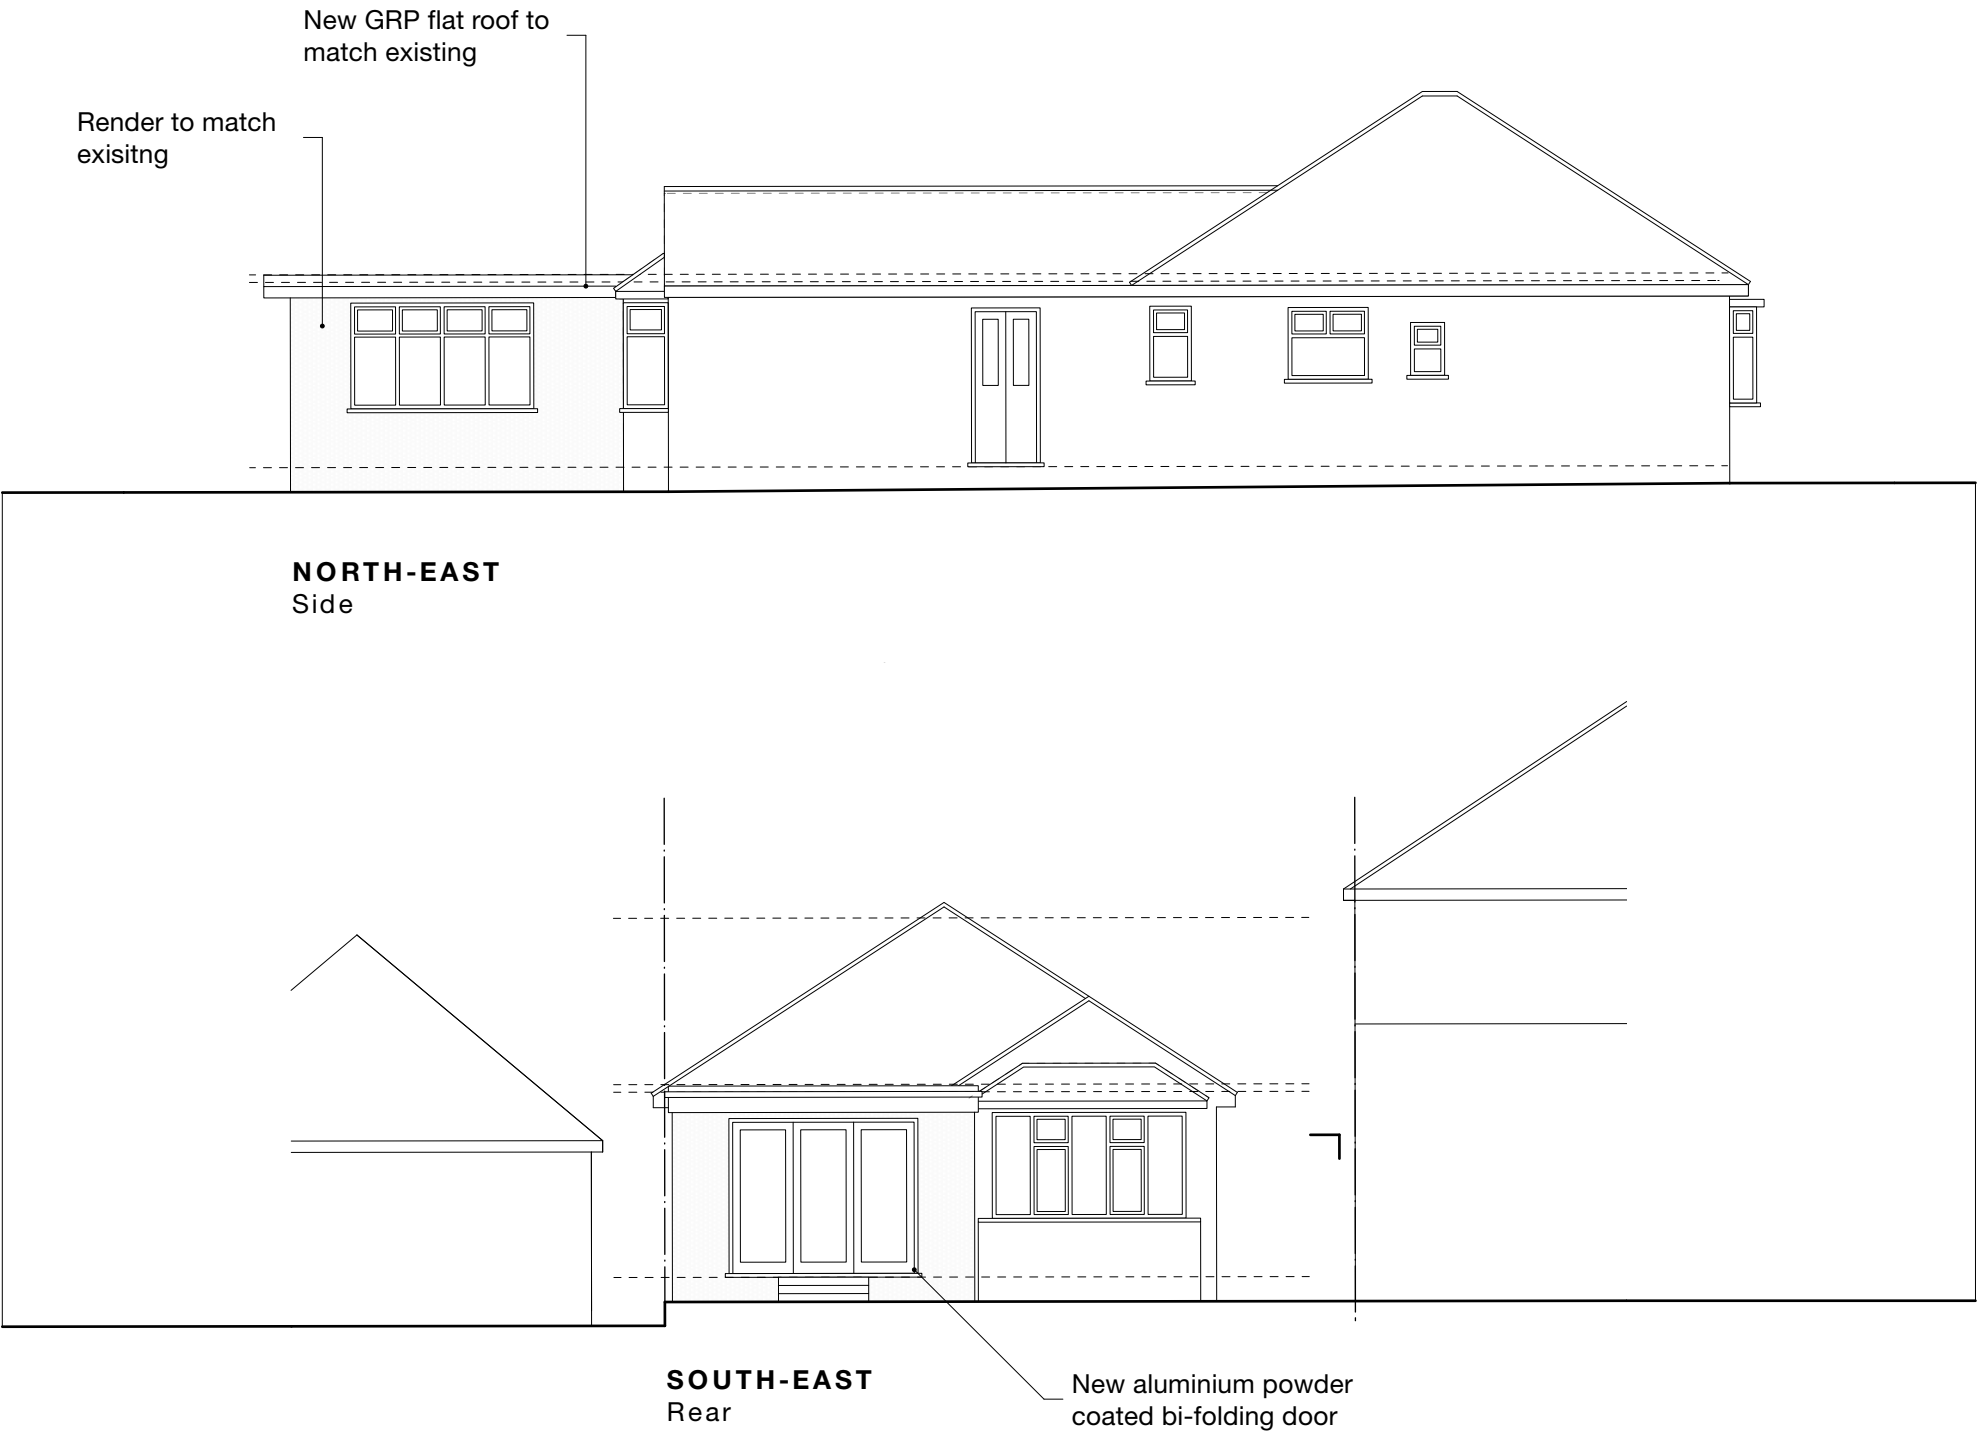 New GRP flat roof to
match existing
Render to match
exisitng
NORTH-EAST
Side
SOUTH-EAST
Rear
New aluminium powder
coated bi-folding door